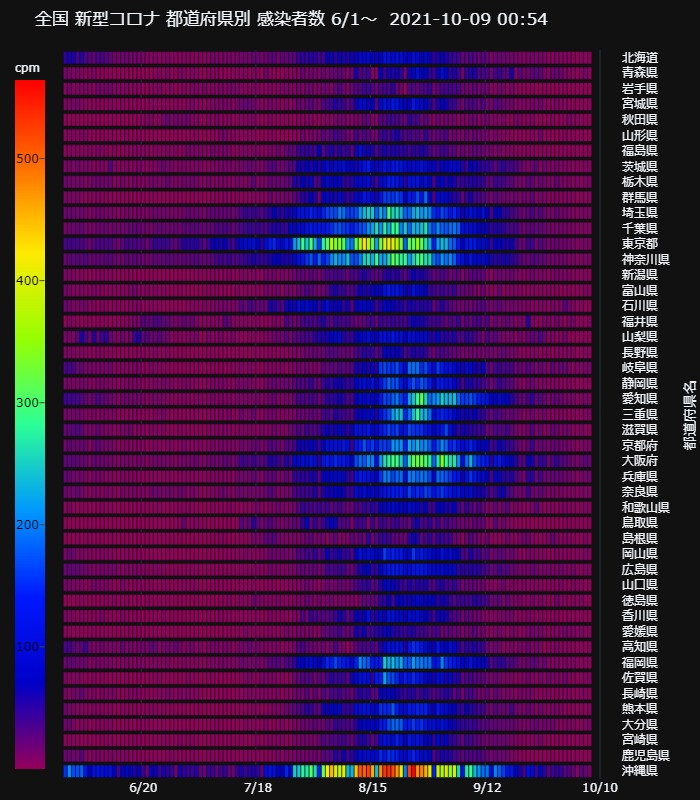 全国 新型コロナ 都道府県別 感染者数 6/1～ 2021-10-09 00:54
cpm
500
400
300
200
100
北海道
青森県
岩手県
宮城県
秋田県
山形県
福島県
茨城県
栃木県
群馬県
埼玉県
千葉県
東京都
神奈川県
新潟県
富山県
石川県
福井県
山梨県
長野県
岐阜県
静岡県
愛知県
三重県
滋賀県
京都府
大阪府
兵庫県
奈良県
和歌山県
鳥取県
島根県
岡山県
広島県
山口県
徳島県
香川県
愛媛県
高知県
福岡県
佐賀県
長崎県
熊本県
大分県
宮崎県
鹿児島県
沖縄県
都道府県名
6/20
7/18
8/15
9/12
10/10